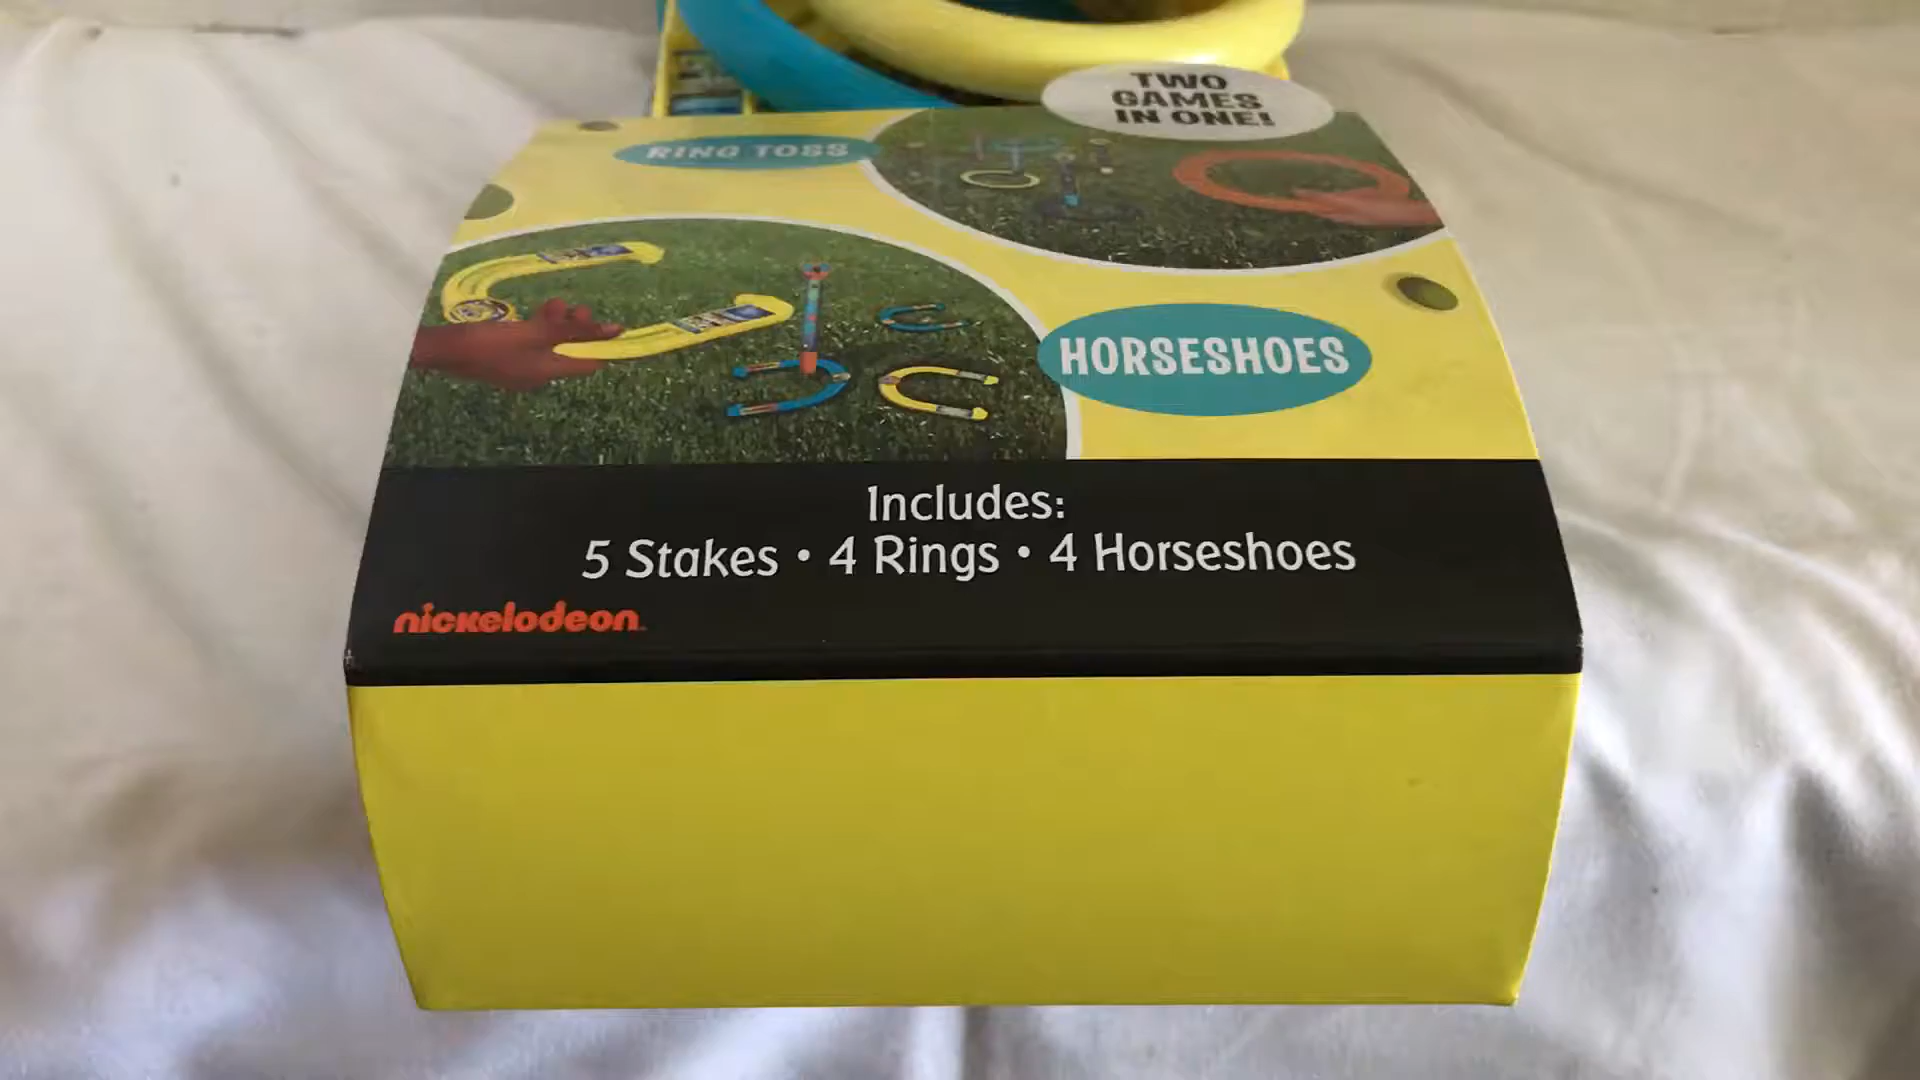 TWO
GAMES
IN ONE!
RING TOSS
HORSESHOES
Includes:
5 Stakes • 4 Rings • 4 Horseshoes
nickelodeon